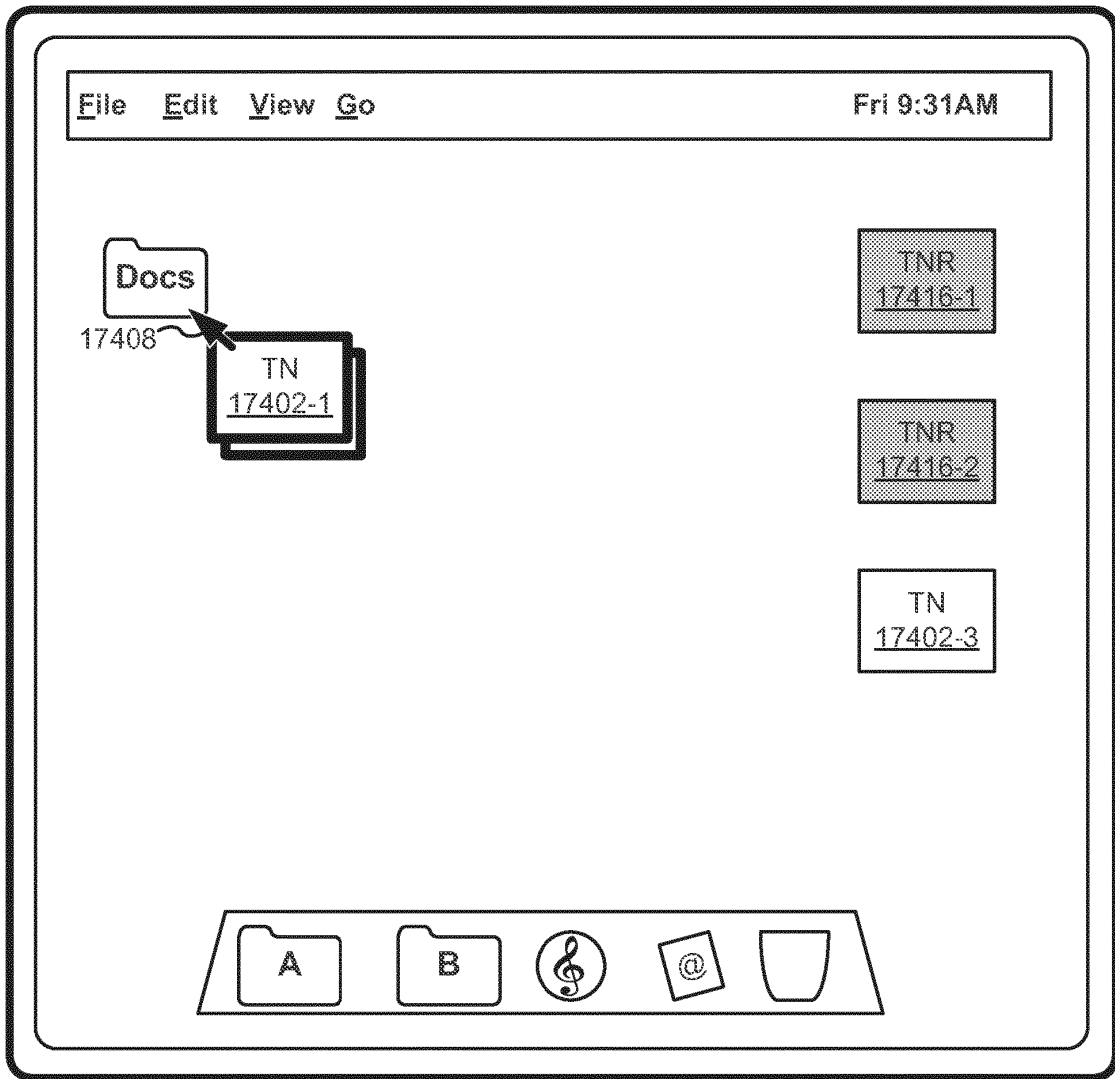 File Edit View Go Fri 9:31AM
Docs
17408
TN
17402-1
TNR
17416-1
TNR
17416-2
TN
17402-3
A B @